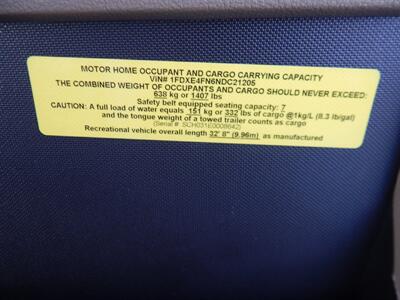 MOTOR HOME OCCUPANT AND CARGO CARRYING CAPACITY
VIN# 1FDXE4FN6NDC21205
THE COMBINED WEIGHT OF OCCUPANTS AND CARGO SHOULD NEVER EXCEED:
638 kg or 1407 lbs
Safety belt equipped seating capacity: 7
CAUTION: A full load of water equals 151 kg or 332 lbs of cargo @1kg/L (8.3 lb/gal)
and the tongue weight of a towed trailer counts as cargo
(Serial #: SCH031E0008642)
Recreational vehicle overall length 32' 8" (9.96m) as manufactured